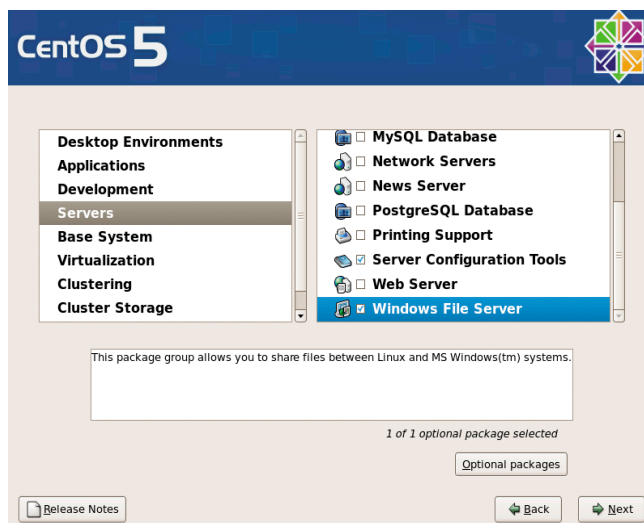 CentOS 5
Desktop Environments
Applications
Development
Servers
Base System
Virtualization
Clustering
Cluster Storage
MySQL Database
Network Servers
News Server
PostgreSQL Database
Printing Support
Server Configuration Tools
Web Server
Windows File Server
This package group allows you to share files between Linux and MS Windows(tm) systems.
1 of 1 optional package selected
Optional packages
Release Notes
Back
Next